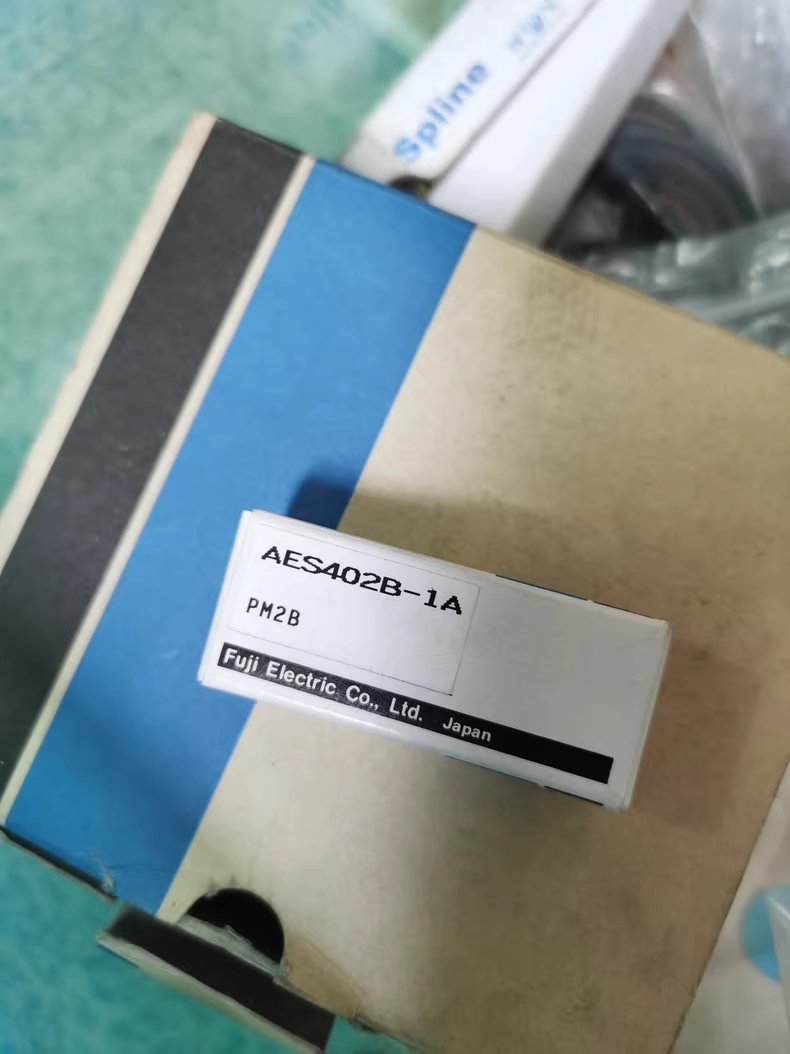 Spline
AES402B-1A
PM2B
Fuji Electric Co., Ltd. Japan